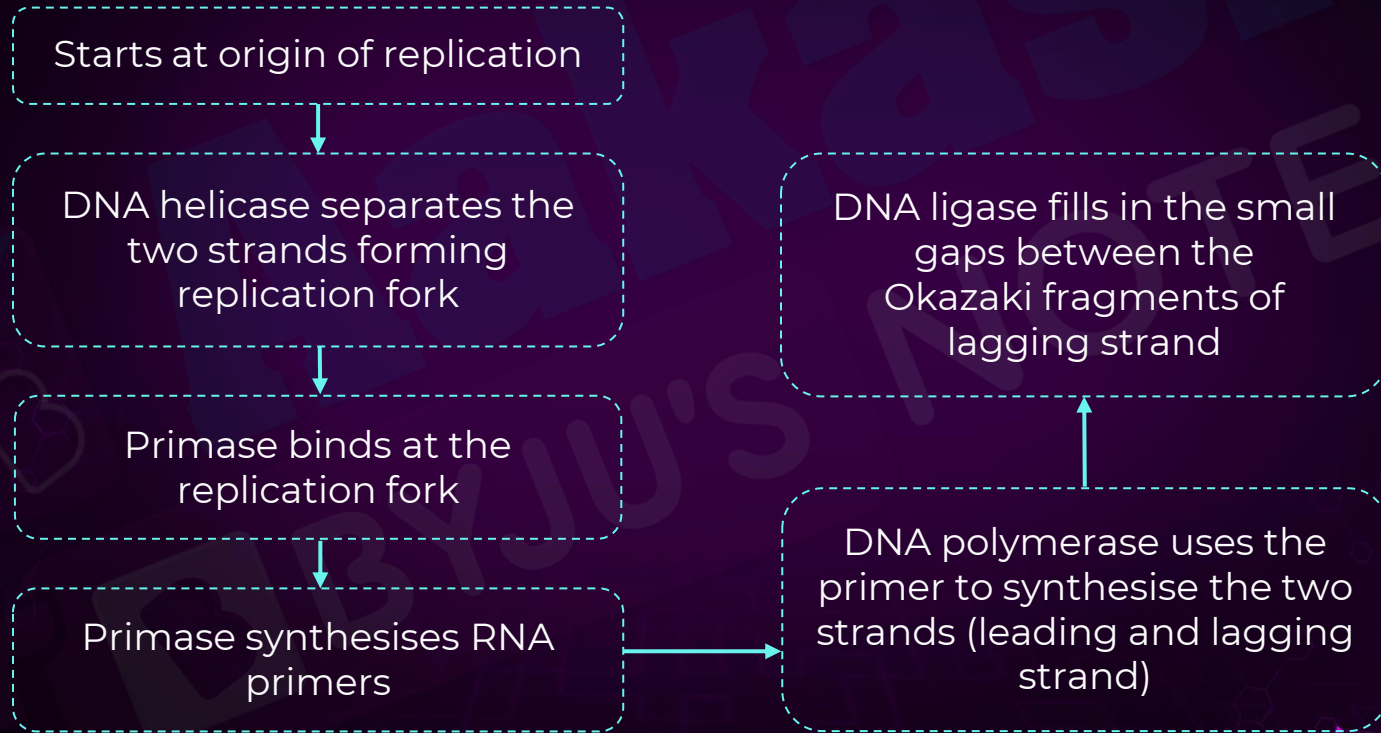 Starts at origin of replication
DNA helicase separates the
two strands forming
replication fork
Primase binds at the
replication fork
Primase synthesises RNA
primers
DNA polymerase uses the
primer to synthesise the two
strands (leading and lagging
strand)
DNA ligase fills in the small
gaps between the
Okazaki fragments of
lagging strand
Aakas
BYJU'S NOTE